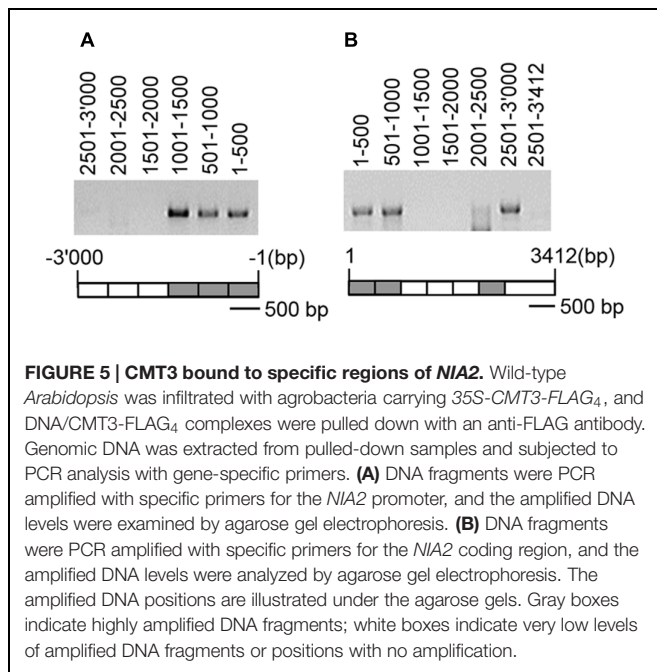 A
B
2501-3'000
2001-2500
1501-2000
1001-1500
501-1000
1-500
1-500
501-1000
1001-1500
1501-2000
2001-2500
2501-3'000
2501-3'412
-3'000
-1(bp)
1
3412(bp)
500 bp
500 bp
FIGURE 5 | CMT3 bound to specific regions of NIA2. Wild-type
Arabidopsis was infiltrated with agrobacteria carrying 35S-CMT3-FLAG4, and
DNA/CMT3-FLAG4 complexes were pulled down with an anti-FLAG antibody.
Genomic DNA was extracted from pulled-down samples and subjected to
PCR analysis with gene-specific primers. (A) DNA fragments were PCR
amplified with specific primers for the NIA2 promoter, and the amplified DNA
levels were examined by agarose gel electrophoresis. (B) DNA fragments
were PCR amplified with specific primers for the NIA2 coding region, and the
amplified DNA levels were analyzed by agarose gel electrophoresis. The
amplified DNA positions are illustrated under the agarose gels. Gray boxes
indicate highly amplified DNA fragments; white boxes indicate very low levels
of amplified DNA fragments or positions with no amplification.